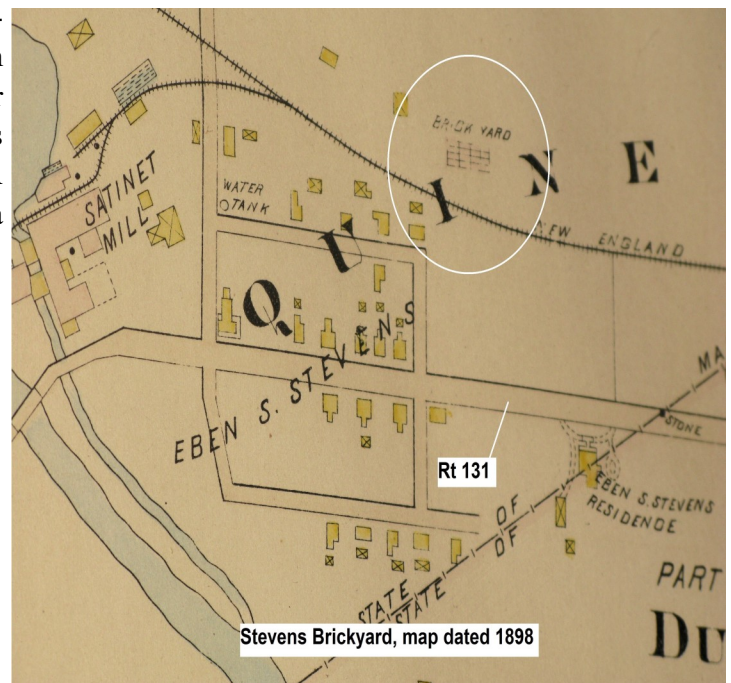 BRICK YARD
SATINET
MILL
WATER
TANK
QUINE
NEW ENGLAND
EBEN S. STEVENS
MA
STONE
Rt 131
EBEN S. STEVENS
RESIDENCE
STATE OF
STATE OF
PART
DU
Stevens Brickyard, map dated 1898